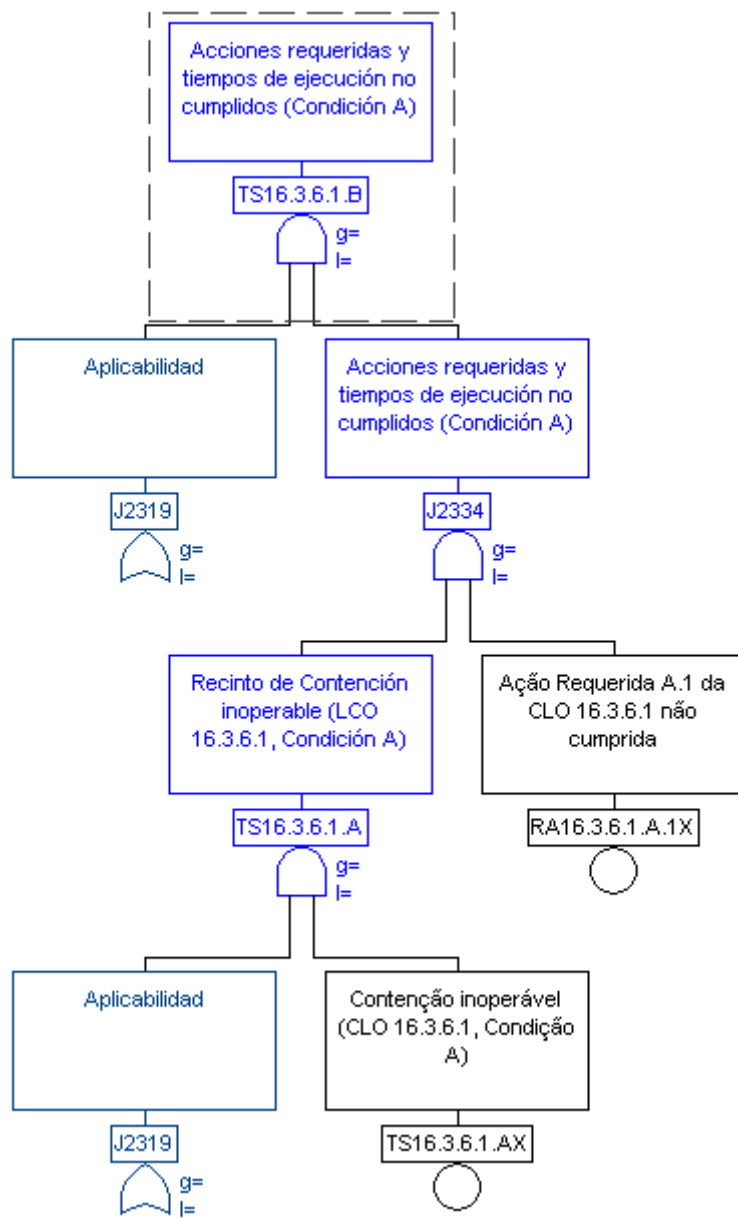 Acciones requeridas y
tiempos de ejecución no
cumplidos (Condición A)
TS16.3.6.1.B
g=
l=
Aplicabilidad
J2319
g=
l=
Acciones requeridas y
tiempos de ejecución no
cumplidos (Condición A)
J2334
g=
l=
Recinto de Contención
inoperable (LCO
16.3.6.1, Condición A)
TS16.3.6.1.A
g=
l=
Ação Requerida A.1 da
CLO 16.3.6.1 não
cumprida
RA16.3.6.1.A.1X
Aplicabilidad
J2319
g=
l=
Contenção inoperável
(CLO 16.3.6.1, Condição
A)
TS16.3.6.1.AX